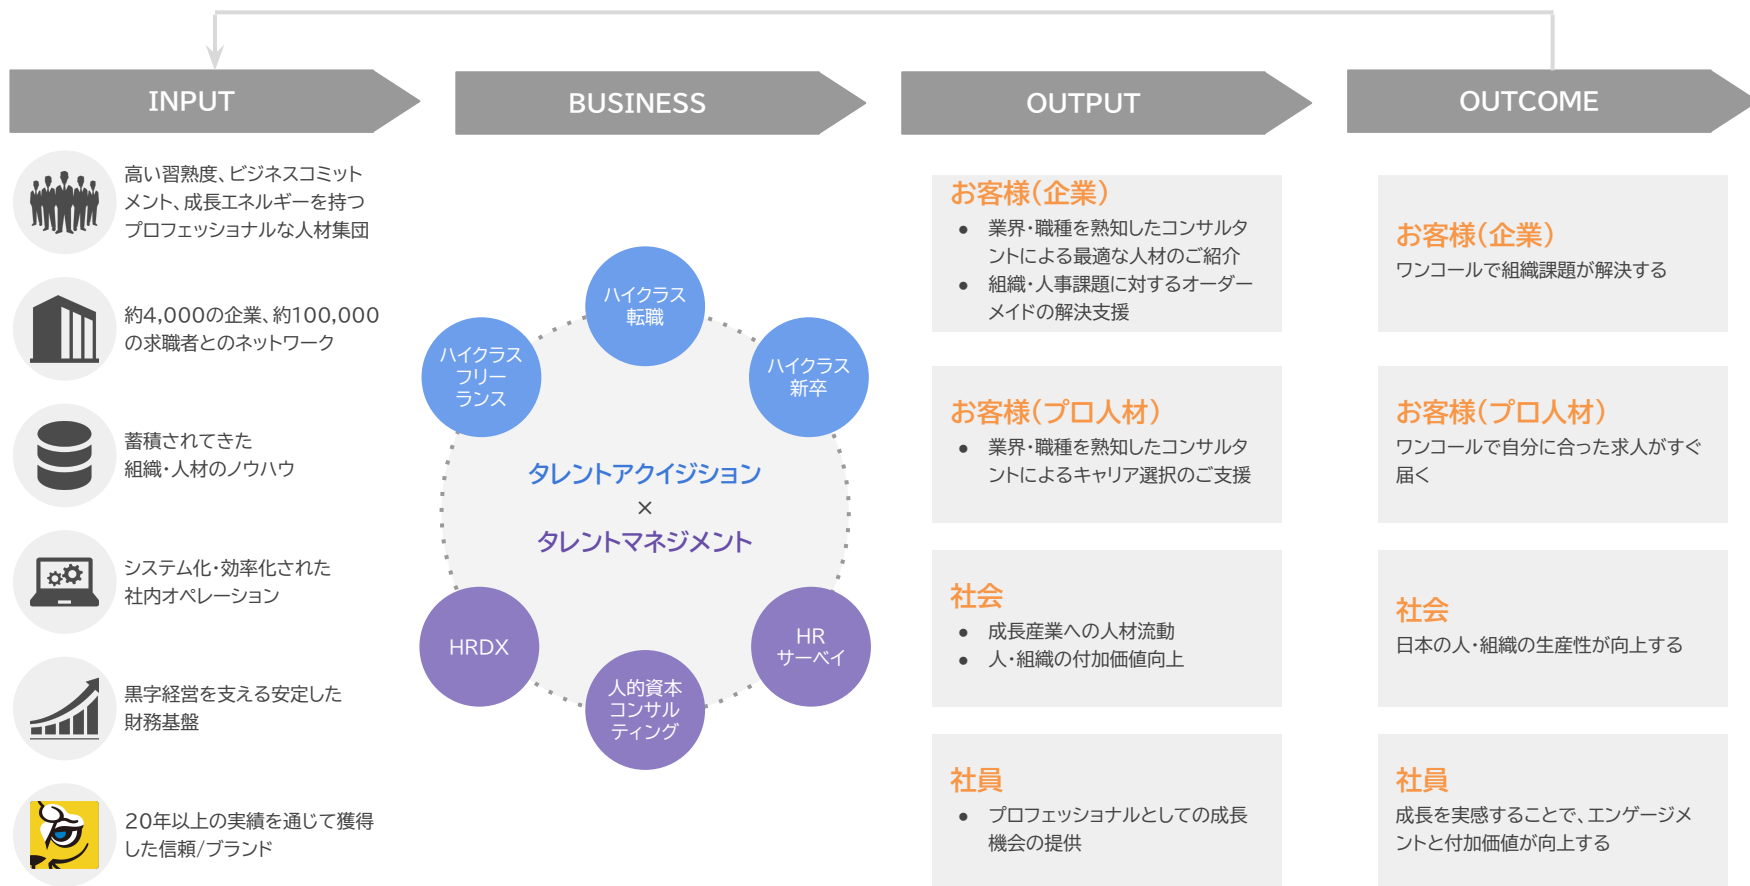 INPUT
BUSINESS
OUTPUT
OUTCOME
高い習熟度、ビジネスコミット
メント、成長エネルギーを持つ
プロフェッショナルな人材集団
約4,000の企業、約100,000
の求職者とのネットワーク
蓄積されてきた
組織・人材のノウハウ
システム化・効率化された
社内オペレーション
黒字経営を支える安定した
財務基盤
20年以上の実績を通じて獲得
した信頼/ブランド
ハイクラス
転職
ハイクラス
フリー
ランス
ハイクラス
新卒
タレントアクイジション
×
タレントマネジメント
HRDX
HR
サーベイ
人的資本
コンサル
ティング
お客様(企業)
● 業界・職種を熟知したコンサルタ
ントによる最適な人材のご紹介
● 組織・人事課題に対するオーダー
メイドの解決支援
お客様(プロ人材)
● 業界・職種を熟知したコンサルタ
ントによるキャリア選択のご支援
社会
● 成長産業への人材流動
● 人・組織の付加価値向上
社員
● プロフェッショナルとしての成長
機会の提供
お客様(企業)
ワンコールで組織課題が解決する
お客様(プロ人材)
ワンコールで自分に合った求人がすぐ
届く
社会
日本の人・組織の生産性が向上する
社員
成長を実感することで、エンゲージメ
ントと付加価値が向上する